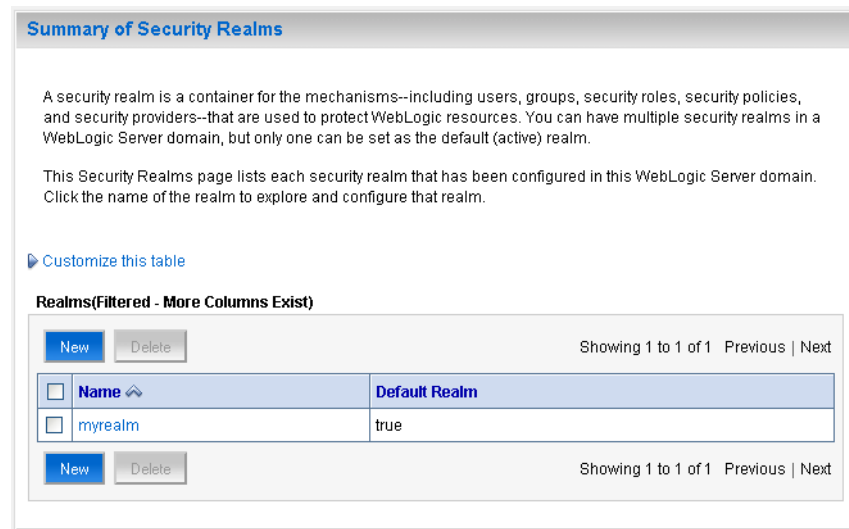 Summary of Security Realms
A security realm is a container for the mechanisms--including users, groups, security roles, security policies,
and security providers--that are used to protect WebLogic resources. You can have multiple security realms in a
WebLogic Server domain, but only one can be set as the default (active) realm.
This Security Realms page lists each security realm that has been configured in this WebLogic Server domain.
Click the name of the realm to explore and configure that realm.
Customize this table
Realms(Filtered - More Columns Exist)
New Delete Showing 1 to 1 of 1 Previous | Next
Name Default Realm
myrealm true
New Delete Showing 1 to 1 of 1 Previous | Next